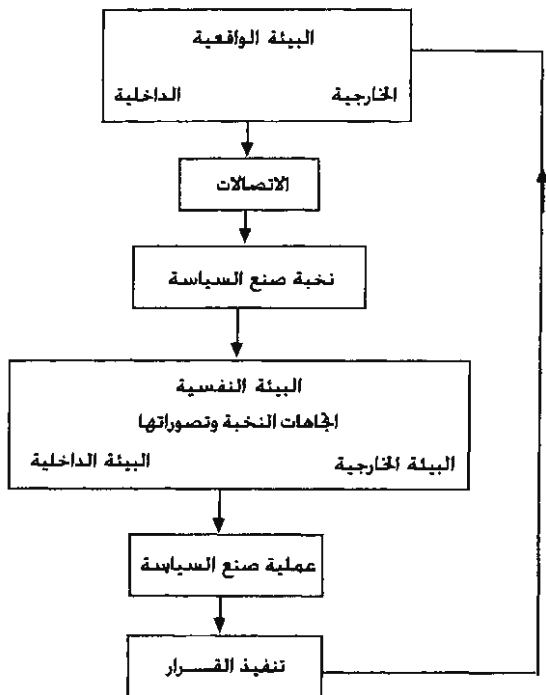 البيئة الواقعية
الخارجية الداخلية
الاتصالات
نخبة صنع السياسة
البيئة النفسية
اتجاهات النخبة وتصوراتها
البيئة الخارجية البيئة الداخلية
عملية صنع السياسة
تنفيذ القـــرار